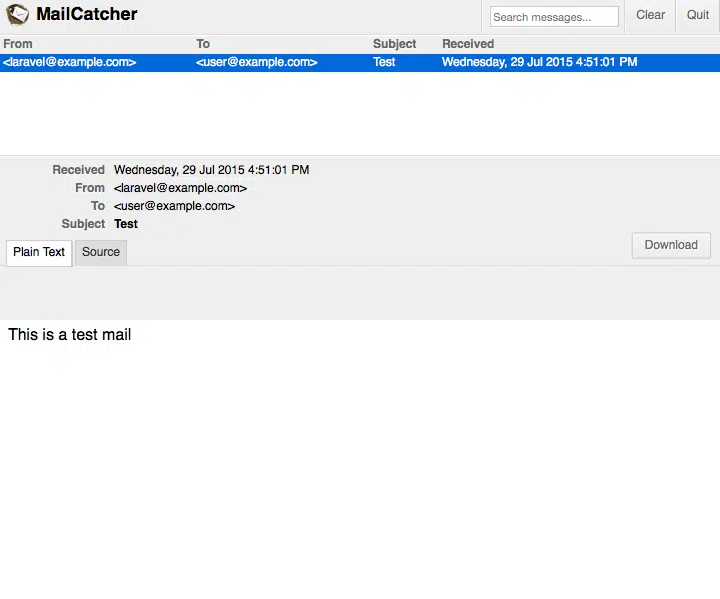 MailCatcher Search messages... Clear Quit
From To Subject Received
<laravel@example.com> <user@example.com> Test Wednesday, 29 Jul 2015 4:51:01 PM
Received Wednesday, 29 Jul 2015 4:51:01 PM
From <laravel@example.com>
To <user@example.com>
Subject Test
Plain Text Source Download
This is a test mail